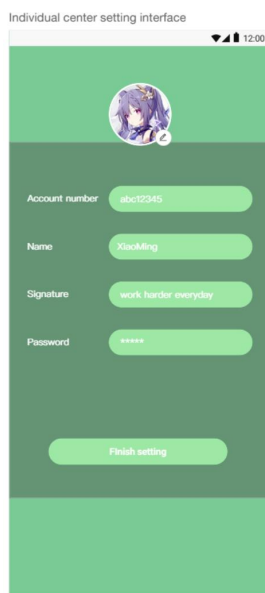 Individual center setting interface
12:00
Account number abc12345
Name XiaoMing
Signature work harder everyday
Password *****
Finish setting